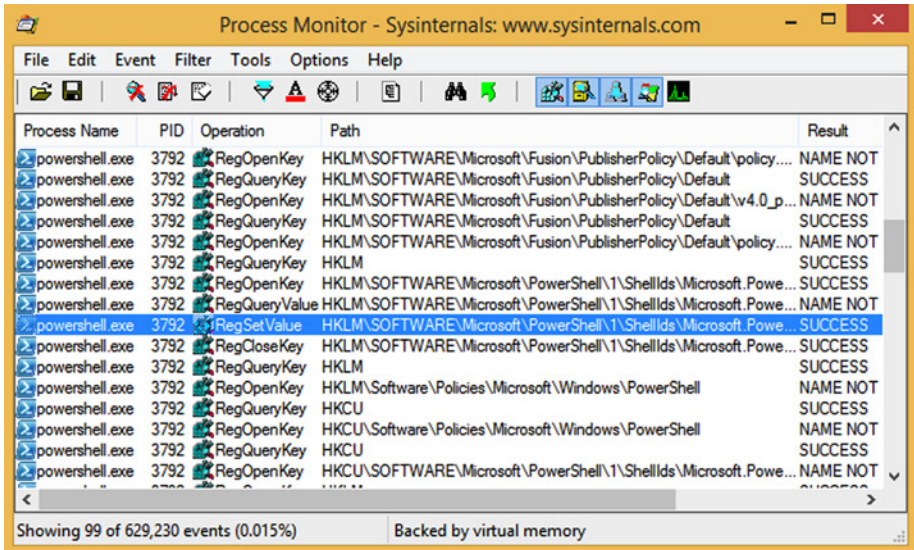 Process Monitor - Sysinternals: www.sysinternals.com
File Edit Event Filter Tools Options Help
Process Name PID Operation Path Result
powershell.exe 3792 RegOpenKey HKLM\SOFTWARE\Microsoft\Fusion\PublisherPolicy\Default\policy.... NAME NOT
powershell.exe 3792 RegQueryKey HKLM\SOFTWARE\Microsoft\Fusion\PublisherPolicy\Default SUCCESS
powershell.exe 3792 RegOpenKey HKLM\SOFTWARE\Microsoft\Fusion\PublisherPolicy\Default\v4.0_p... NAME NOT
powershell.exe 3792 RegQueryKey HKLM\SOFTWARE\Microsoft\Fusion\PublisherPolicy\Default SUCCESS
powershell.exe 3792 RegOpenKey HKLM\SOFTWARE\Microsoft\Fusion\PublisherPolicy\Default\policy.... NAME NOT
powershell.exe 3792 RegQueryKey HKLM SUCCESS
powershell.exe 3792 RegOpenKey HKLM\SOFTWARE\Microsoft\PowerShell\1\ShellIds\Microsoft.Powe... SUCCESS
powershell.exe 3792 RegQueryValue HKLM\SOFTWARE\Microsoft\PowerShell\1\ShellIds\Microsoft.Powe... NAME NOT
powershell.exe 3792 RegSetValue HKLM\SOFTWARE\Microsoft\PowerShell\1\ShellIds\Microsoft.Powe... SUCCESS
powershell.exe 3792 RegCloseKey HKLM\SOFTWARE\Microsoft\PowerShell\1\ShellIds\Microsoft.Powe... SUCCESS
powershell.exe 3792 RegQueryKey HKLM SUCCESS
powershell.exe 3792 RegOpenKey HKLM\Software\Policies\Microsoft\Windows\PowerShell NAME NOT
powershell.exe 3792 RegQueryKey HKCU SUCCESS
powershell.exe 3792 RegOpenKey HKCU\Software\Policies\Microsoft\Windows\PowerShell NAME NOT
powershell.exe 3792 RegQueryKey HKCU SUCCESS
powershell.exe 3792 RegOpenKey HKCU\SOFTWARE\Microsoft\PowerShell\1\ShellIds\Microsoft.Powe... NAME NOT
Showing 99 of 629,230 events (0.015%) Backed by virtual memory